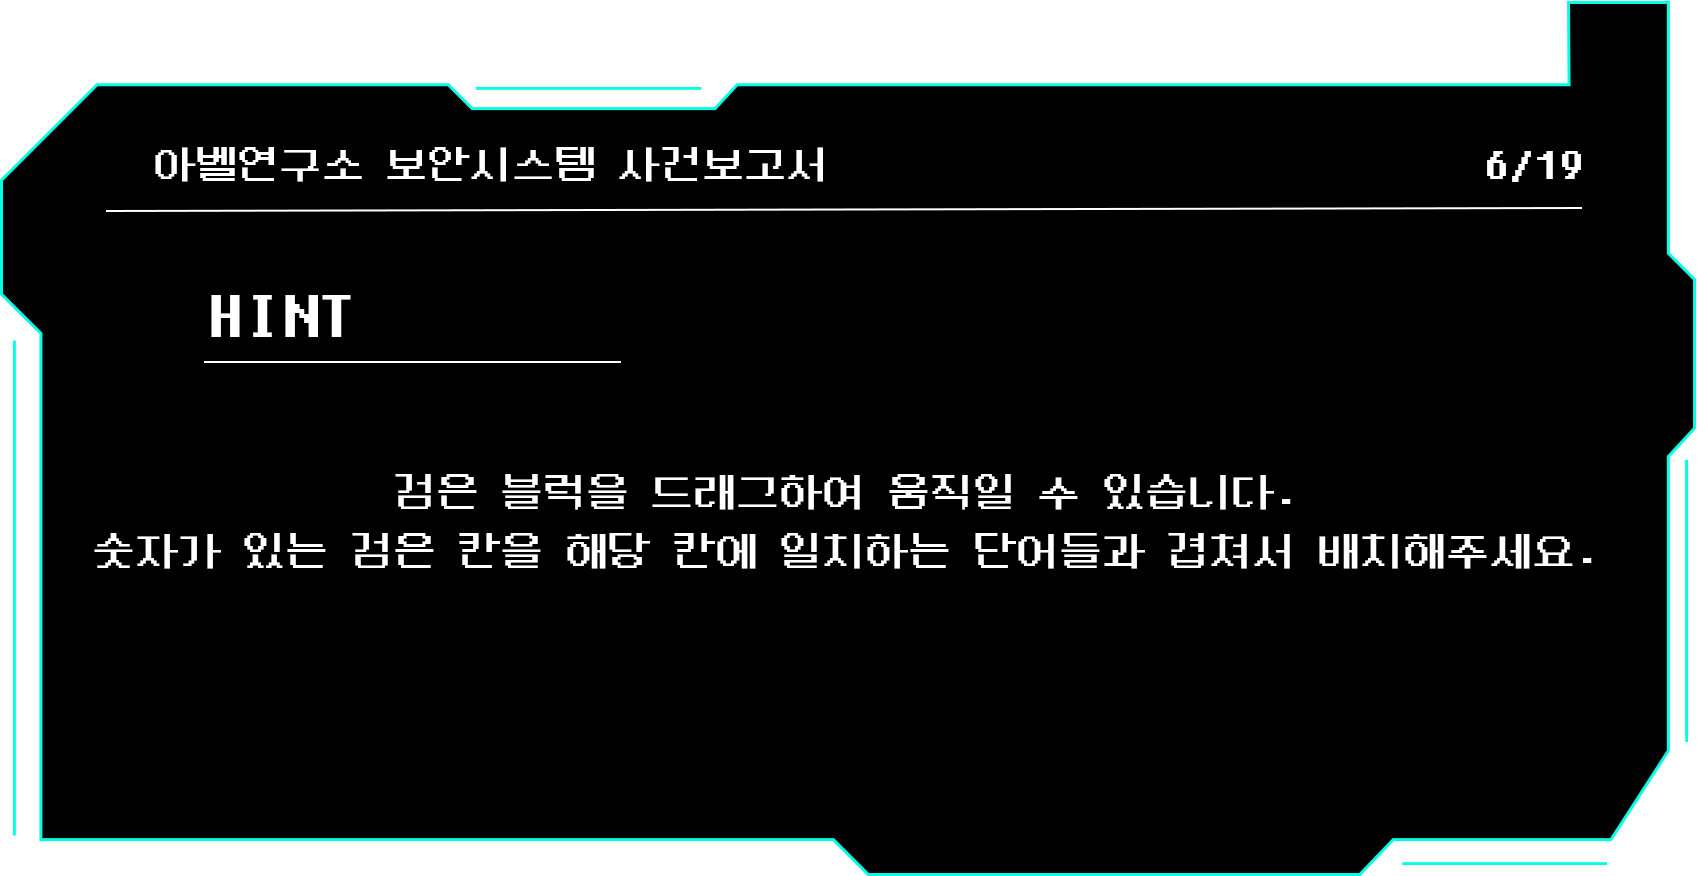 아벨연구소 보안시스템 사건보고서 6/19
HINT
검은 블럭을 드래그하여 움직일 수 있습니다.
숫자가 있는 검은 칸을 해당 칸에 일치하는 단어들과 겹쳐서 배치해주세요.